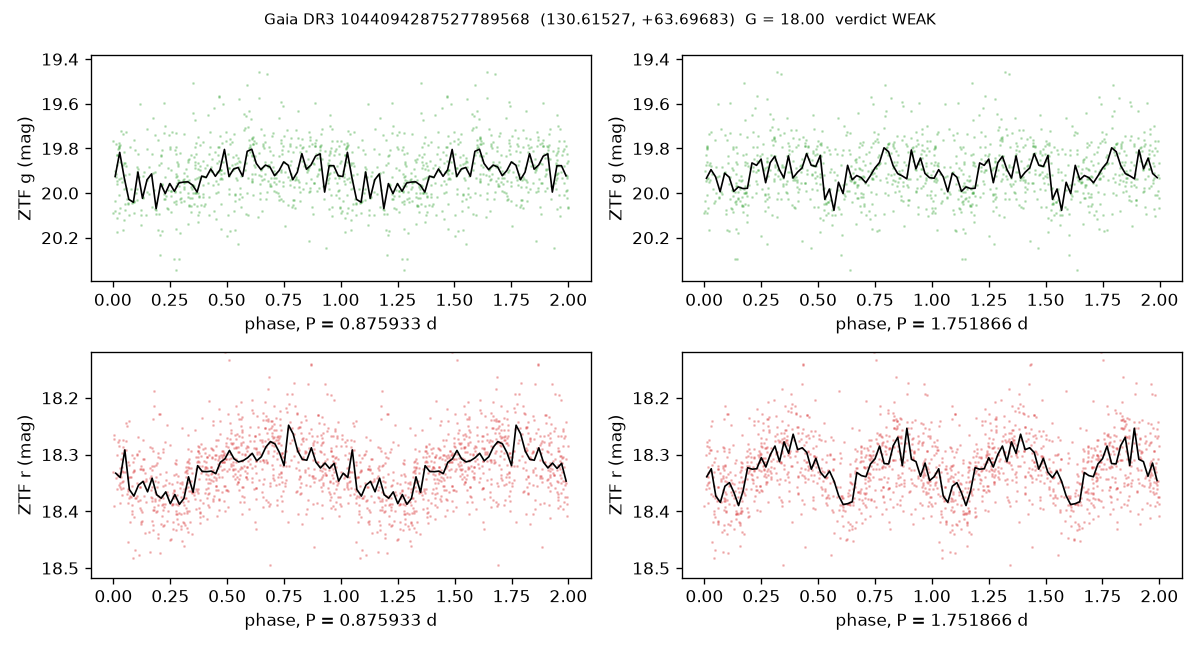 Gaia DR3 1044094287527789568 (130.61527, +63.69683) G = 18.00 verdict WEAK
ZTF g (mag)
19.4
19.6
19.8
20.0
20.2
0.00 0.25 0.50 0.75 1.00 1.25 1.50 1.75 2.00
phase, P = 0.875933 d
ZTF g (mag)
19.4
19.6
19.8
20.0
20.2
0.00 0.25 0.50 0.75 1.00 1.25 1.50 1.75 2.00
phase, P = 1.751866 d
ZTF r (mag)
18.2
18.3
18.4
18.5
0.00 0.25 0.50 0.75 1.00 1.25 1.50 1.75 2.00
phase, P = 0.875933 d
ZTF r (mag)
18.2
18.3
18.4
18.5
0.00 0.25 0.50 0.75 1.00 1.25 1.50 1.75 2.00
phase, P = 1.751866 d